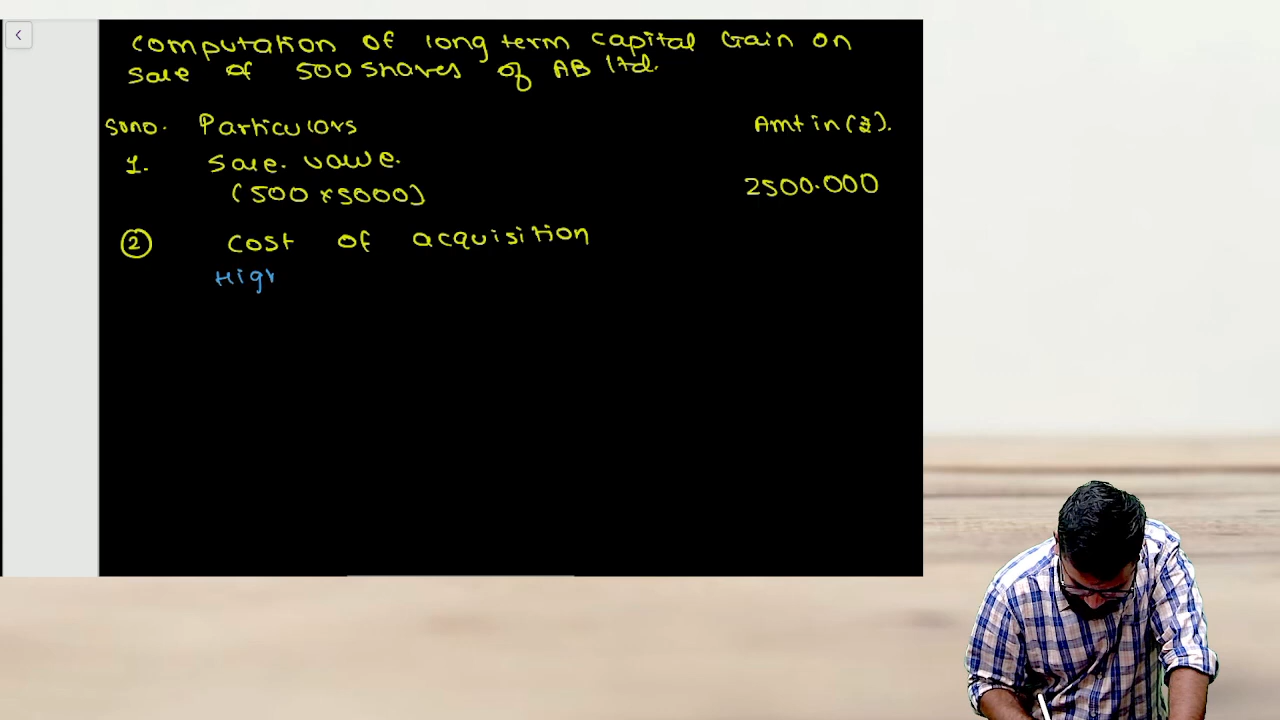 Computation of long term capital Gain on
Sale of 500 Shares of AB ltd.
Sono. Particulars Amt in (₹).
1. Sale. value.
(500 x 5000) 2500.000
2 Cost of acquisition
High